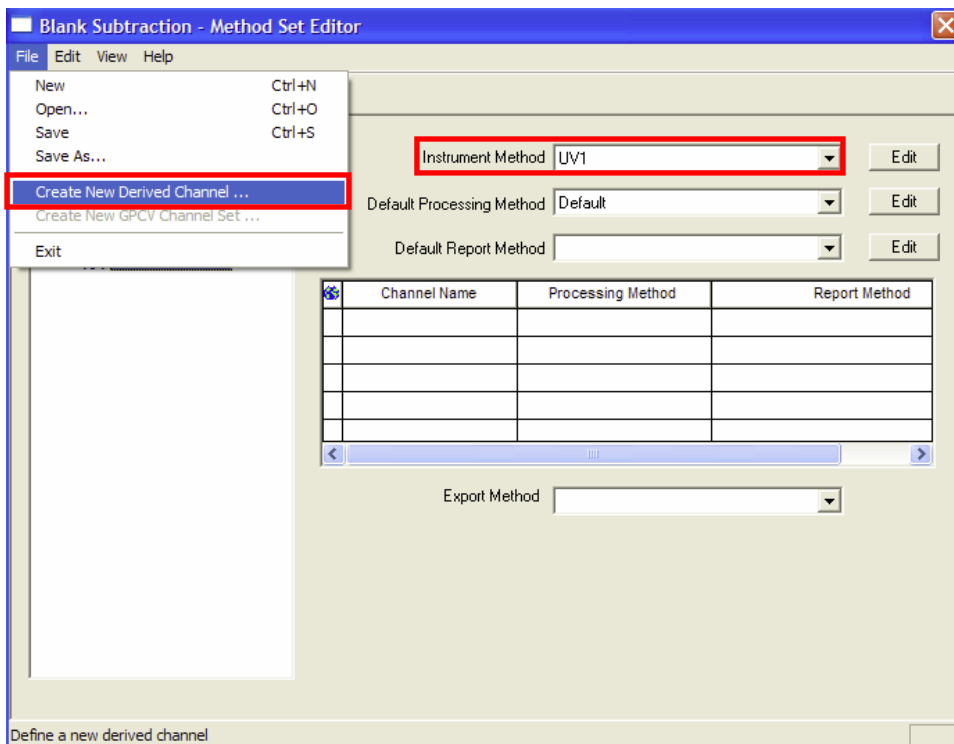 Blank Subtraction - Method Set Editor
File Edit View Help
New Ctrl+N
Open... Ctrl+O
Save Ctrl+S
Save As...
Create New Derived Channel ...
Create New GPCV Channel Set ...
Exit
Instrument Method UV1 Edit
Default Processing Method Default Edit
Default Report Method Edit
Channel Name Processing Method Report Method
Export Method
Define a new derived channel